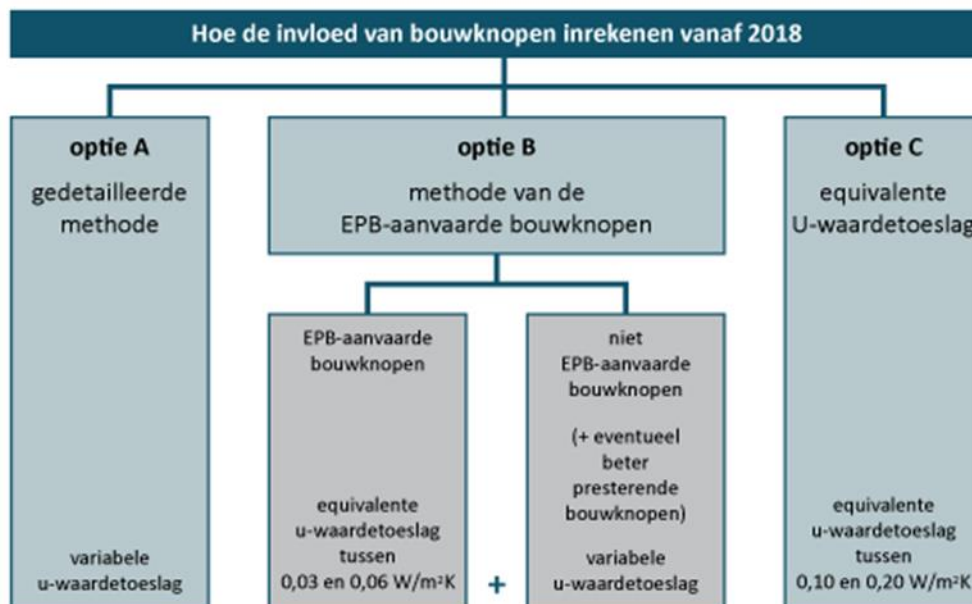 Hoe de invloed van bouwknopen inrekenen vanaf 2018
optie A
gedetailleerde
methode
variabele
u-waardetoeslag
optie B
methode van de
EPB-aanvaarde bouwknopen
EPB-aanvaarde
bouwknopen
equivalente
u-waardetoeslag
tussen
0,03 en 0,06 W/m²K
+
niet
EPB-aanvaarde
bouwknopen
(+ eventueel
beter
presterende
bouwknopen)
variabele
u-waardetoeslag
optie C
equivalente
U-waardetoeslag
equivalente
u-waardetoeslag
tussen
0,10 en 0,20 W/m²K